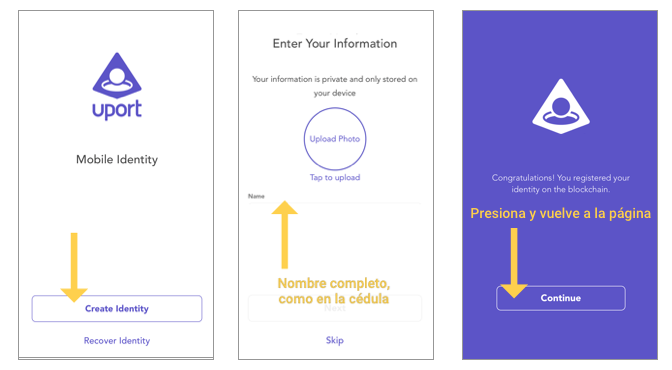 uport
Mobile Identity
Create Identity
Recover Identity
Enter Your Information
Your information is private and only stored on
your device
Upload Photo
Tap to upload
Name
Nombre completo,
como en la cédula
Next
Skip
Congratulations! You registered your
identity on the blockchain.
Presiona y vuelve a la página
Continue